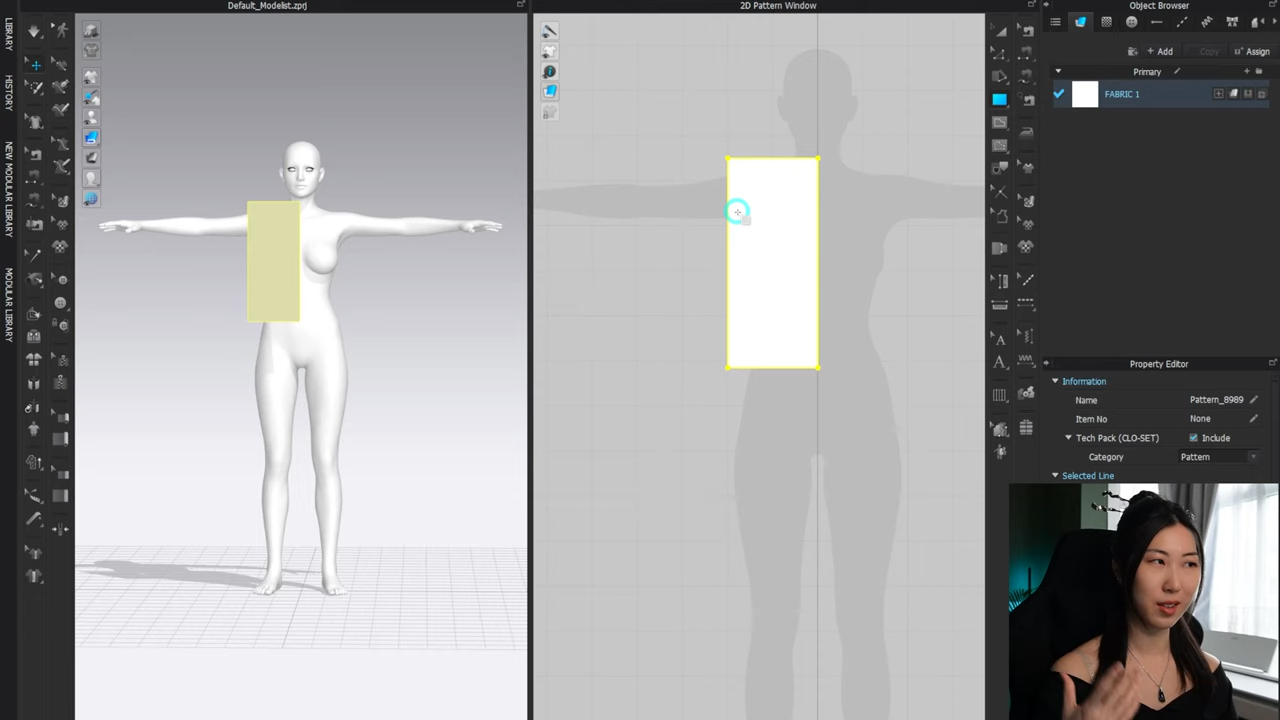 Default_Modelist.zprj
2D Pattern Window
Object Browser
LIBRARY
HISTORY
NEW MODULAR LIBRARY
MODULAR LIBRARY
+ Add
Copy
Assign
Primary
FABRIC 1
Property Editor
Information
Name Pattern_8989
Item No None
Tech Pack (CLO-SET) Include
Category Pattern
Selected Line